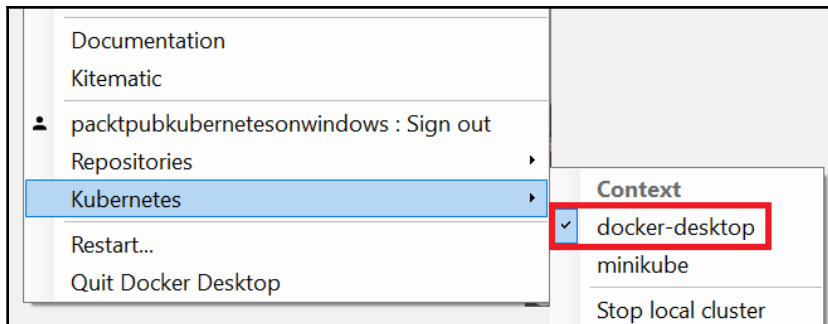 Documentation
Kitematic
packtpubkubernetesonwindows : Sign out
Repositories
Kubernetes
Restart...
Quit Docker Desktop
Context
docker-desktop
minikube
Stop local cluster